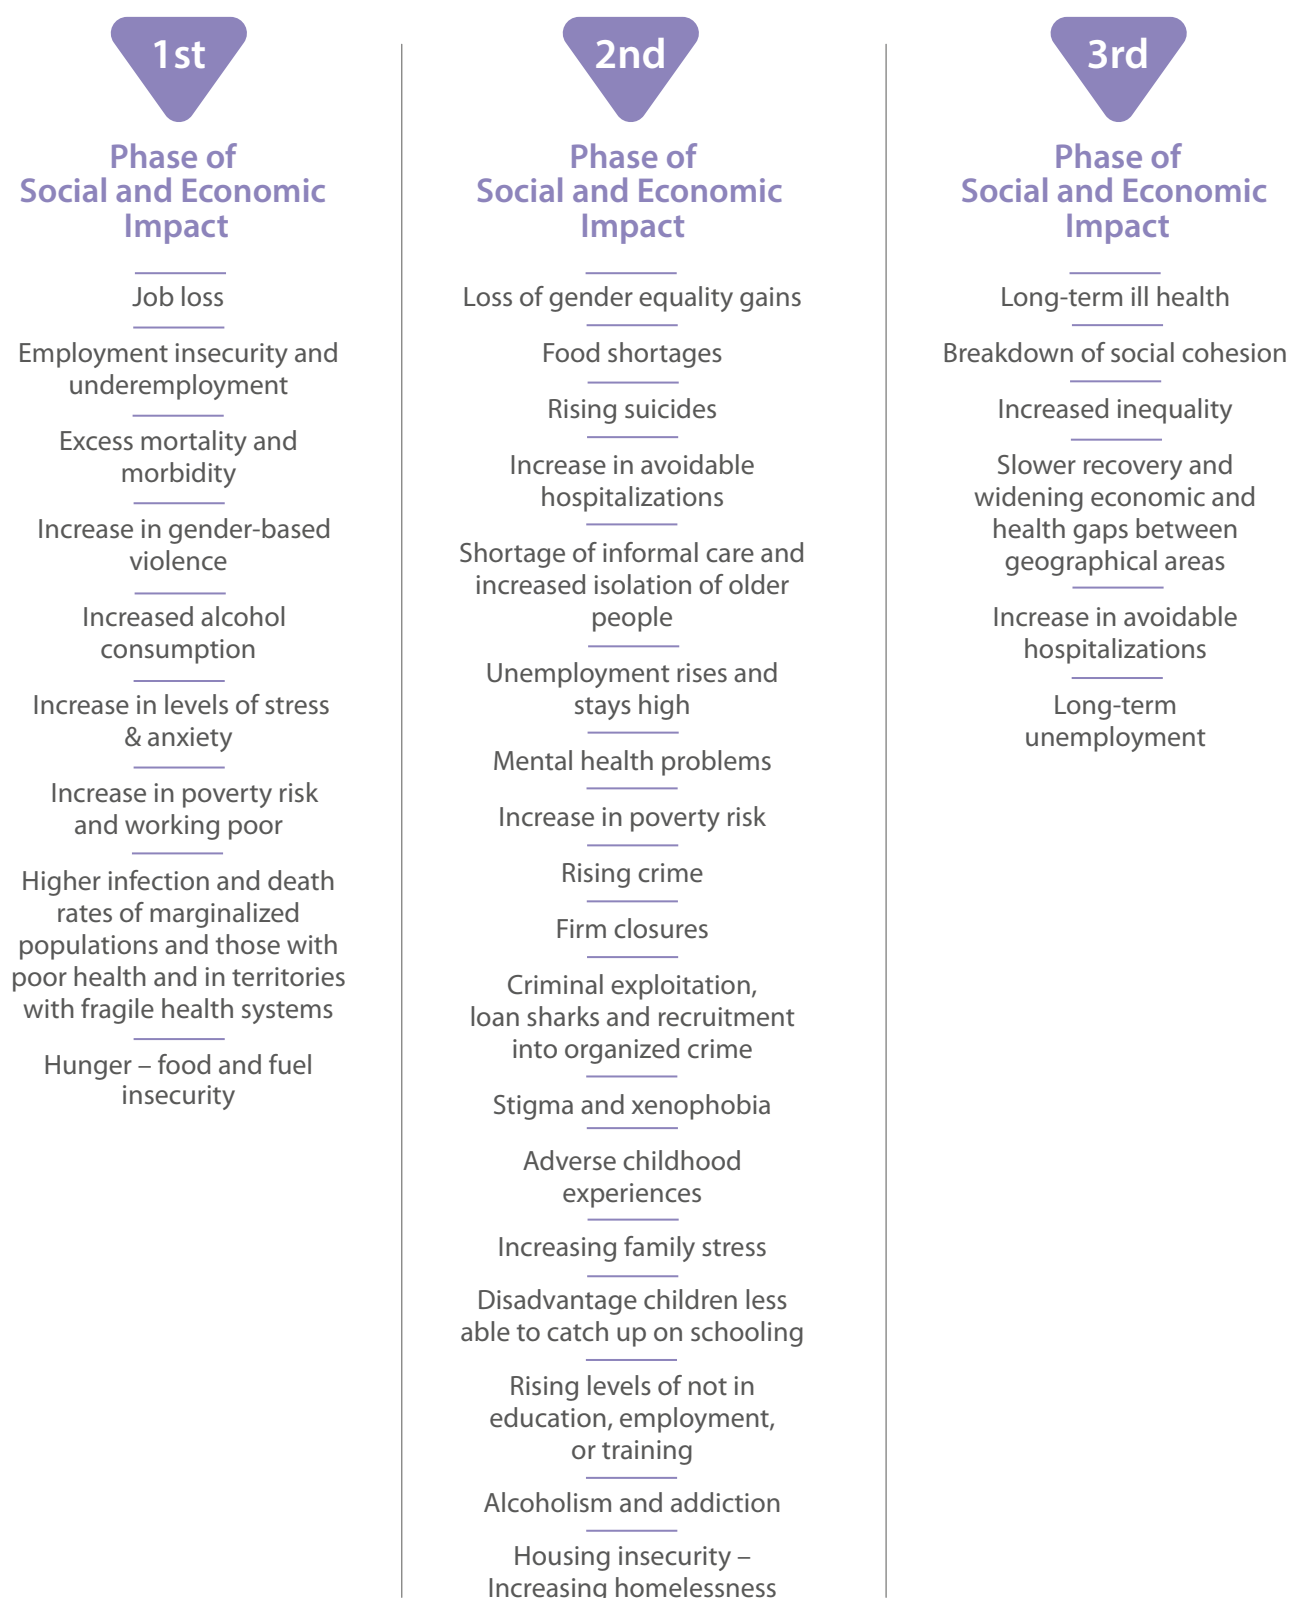 1st
Phase of
Social and Economic
Impact
Job loss
Employment insecurity and
underemployment
Excess mortality and
morbidity
Increase in gender-based
violence
Increased alcohol
consumption
Increase in levels of stress
& anxiety
Increase in poverty risk
and working poor
Higher infection and death
rates of marginalized
populations and those with
poor health and in territories
with fragile health systems
Hunger – food and fuel
insecurity
2nd
Phase of
Social and Economic
Impact
Loss of gender equality gains
Food shortages
Rising suicides
Increase in avoidable
hospitalizations
Shortage of informal care and
increased isolation of older
people
Unemployment rises and
stays high
Mental health problems
Increase in poverty risk
Rising crime
Firm closures
Criminal exploitation,
loan sharks and recruitment
into organized crime
Stigma and xenophobia
Adverse childhood
experiences
Increasing family stress
Disadvantage children less
able to catch up on schooling
Rising levels of not in
education, employment,
or training
Alcoholism and addiction
Housing insecurity –
Increasing homelessness
3rd
Phase of
Social and Economic
Impact
Long-term ill health
Breakdown of social cohesion
Increased inequality
Slower recovery and
widening economic and
health gaps between
geographical areas
Increase in avoidable
hospitalizations
Long-term
unemployment